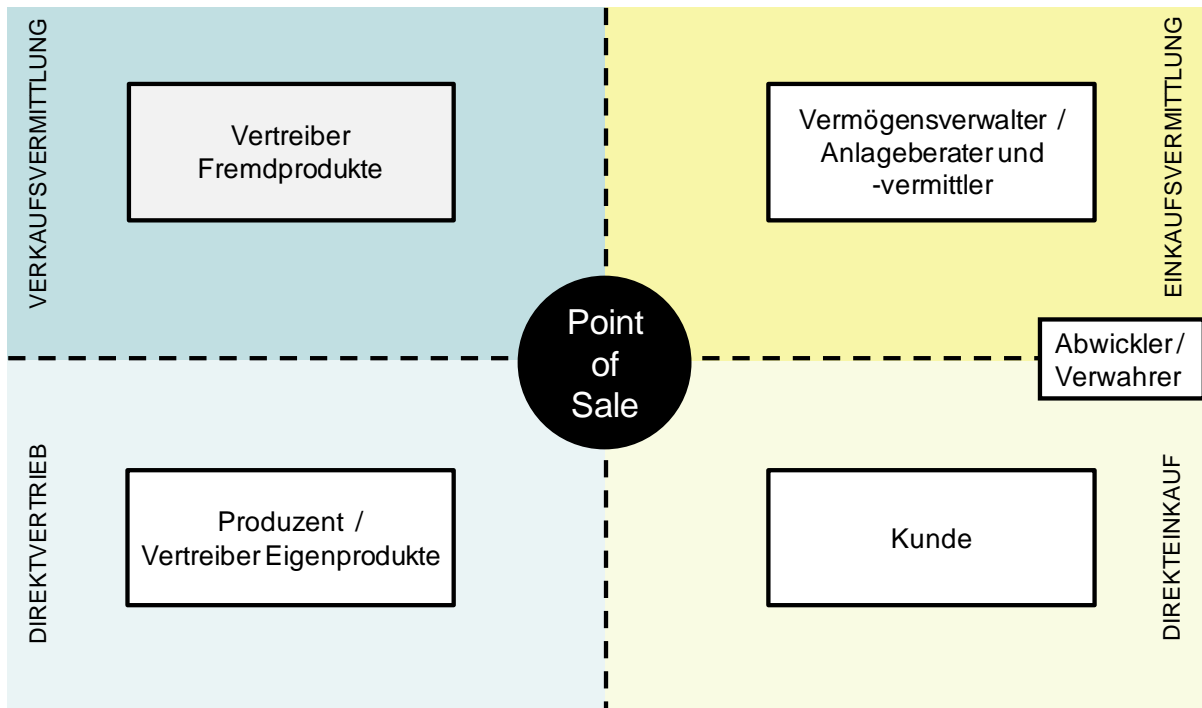 VERKAUFSVERMITTLUNG
Vertreiber
Fremdprodukte
Vermögensverwalter /
Anlageberater und
-vermittler
EINKAUFSVERMITTLUNG
Point
of
Sale
Abwickler /
Verwahrer
DIREKTVERTRIEB
Produzent /
Vertreiber Eigenprodukte
Kunde
DIREKTEINKAUF